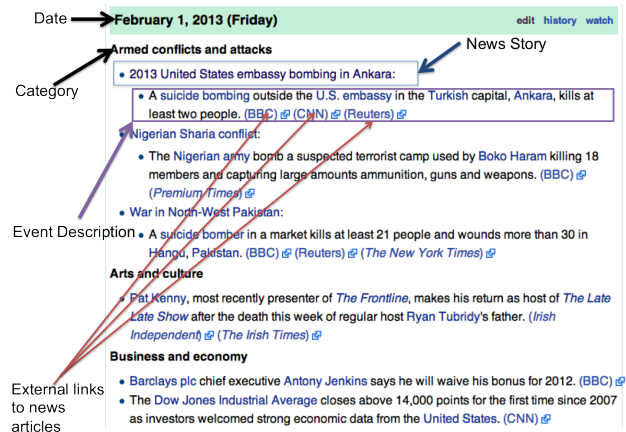 Date
February 1, 2013 (Friday)
edit history watch
Armed conflicts and attacks
News Story
Category
2013 United States embassy bombing in Ankara:
A suicide bombing outside the U.S. embassy in the Turkish capital, Ankara, kills at
least two people. (BBC) (CNN) (Reuters)
Nigerian Sharia conflict:
The Nigerian army bomb a suspected terrorist camp used by Boko Haram killing 18
members and capturing large amounts ammunition, guns and weapons. (BBC)
(Premium Times)
War in North-West Pakistan:
Event Description
A suicide bomber in a market kills at least 21 people and wounds more than 30 in
Hangu, Pakistan. (BBC) (Reuters) (The New York Times)
Arts and culture
Pat Kenny, most recently presenter of The Frontline, makes his return as host of The Late
Late Show after the death this week of regular host Ryan Tubridy's father. (Irish
Independent) (The Irish Times)
Business and economy
External links
to news
articles
Barclays plc chief executive Antony Jenkins says he will waive his bonus for 2012. (BBC)
The Dow Jones Industrial Average closes above 14,000 points for the first time since 2007
as investors welcomed strong economic data from the United States. (CNN)